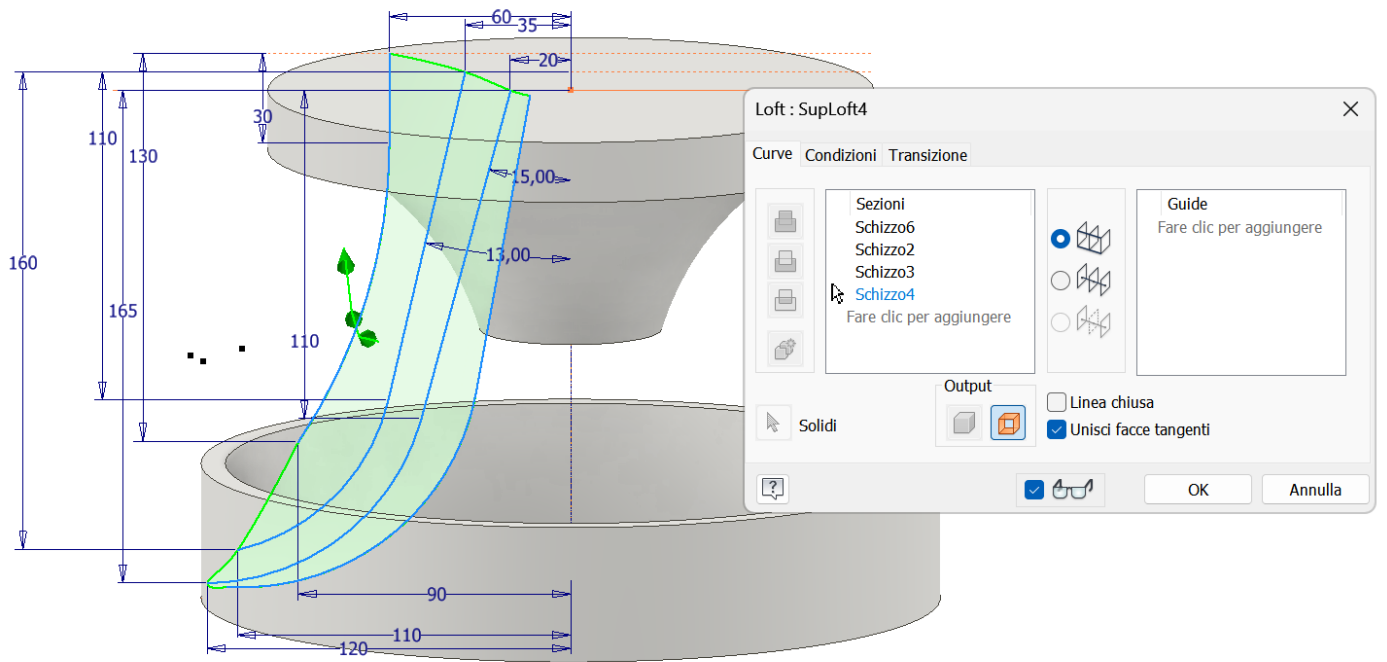 60
35
20
30
110
130
15,00
13,00
160
165
110
90
110
120
Loft : SupLoft4
Curve Condizioni Transizione
Sezioni
Schizzo6
Schizzo2
Schizzo3
Schizzo4
Fare clic per aggiungere
Guide
Fare clic per aggiungere
Solidi
Output
Linea chiusa
Unisci facce tangenti
?
OK
Annulla